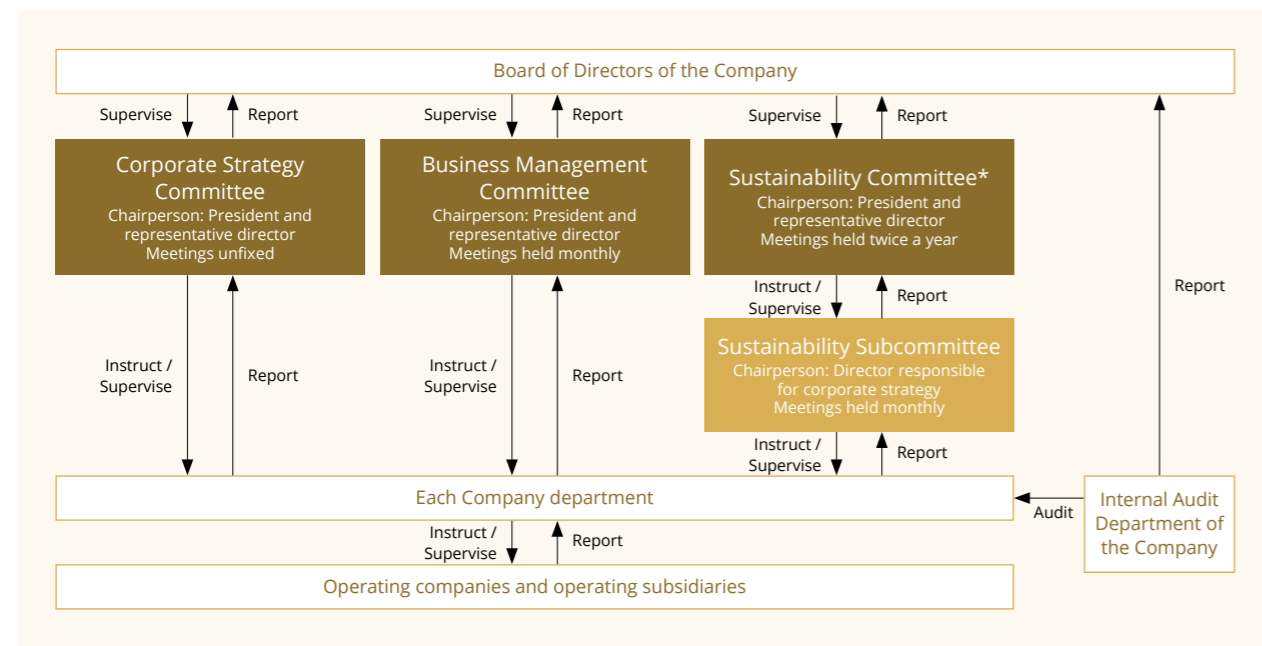 Board of Directors of the Company
Supervise
Report
Supervise
Report
Supervise
Report
Corporate Strategy
Committee
Chairperson: President and
representative director
Meetings unfixed
Business Management
Committee
Chairperson: President and
representative director
Meetings held monthly
Sustainability Committee*
Chairperson: President and
representative director
Meetings held twice a year
Instruct /
Supervise
Report
Report
Sustainability Subcommittee
Chairperson: Director responsible
for corporate strategy
Meetings held monthly
Instruct /
Supervise
Report
Instruct /
Supervise
Report
Instruct /
Supervise
Report
Each Company department
Audit
Internal Audit
Department of
the Company
Instruct /
Supervise
Report
Operating companies and operating subsidiaries